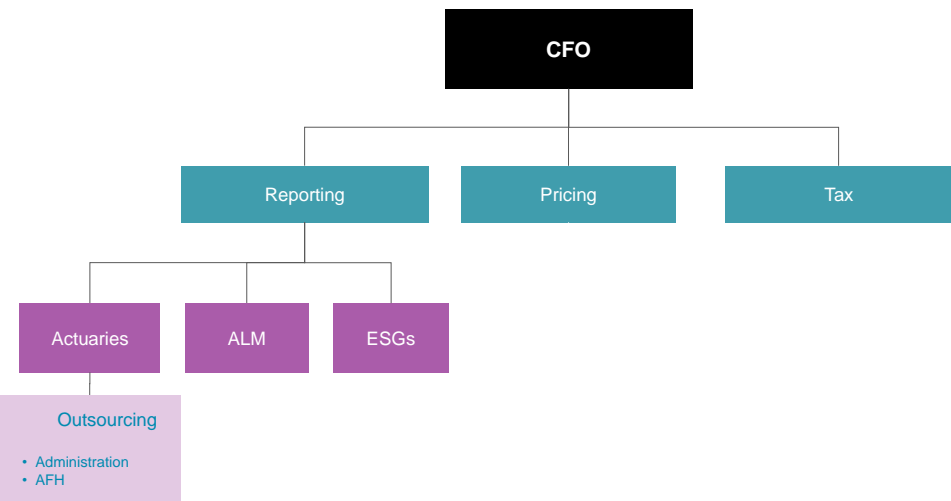 CFO
Reporting
Pricing
Tax
Actuaries
ALM
ESGs
Outsourcing
• Administration
• AFH